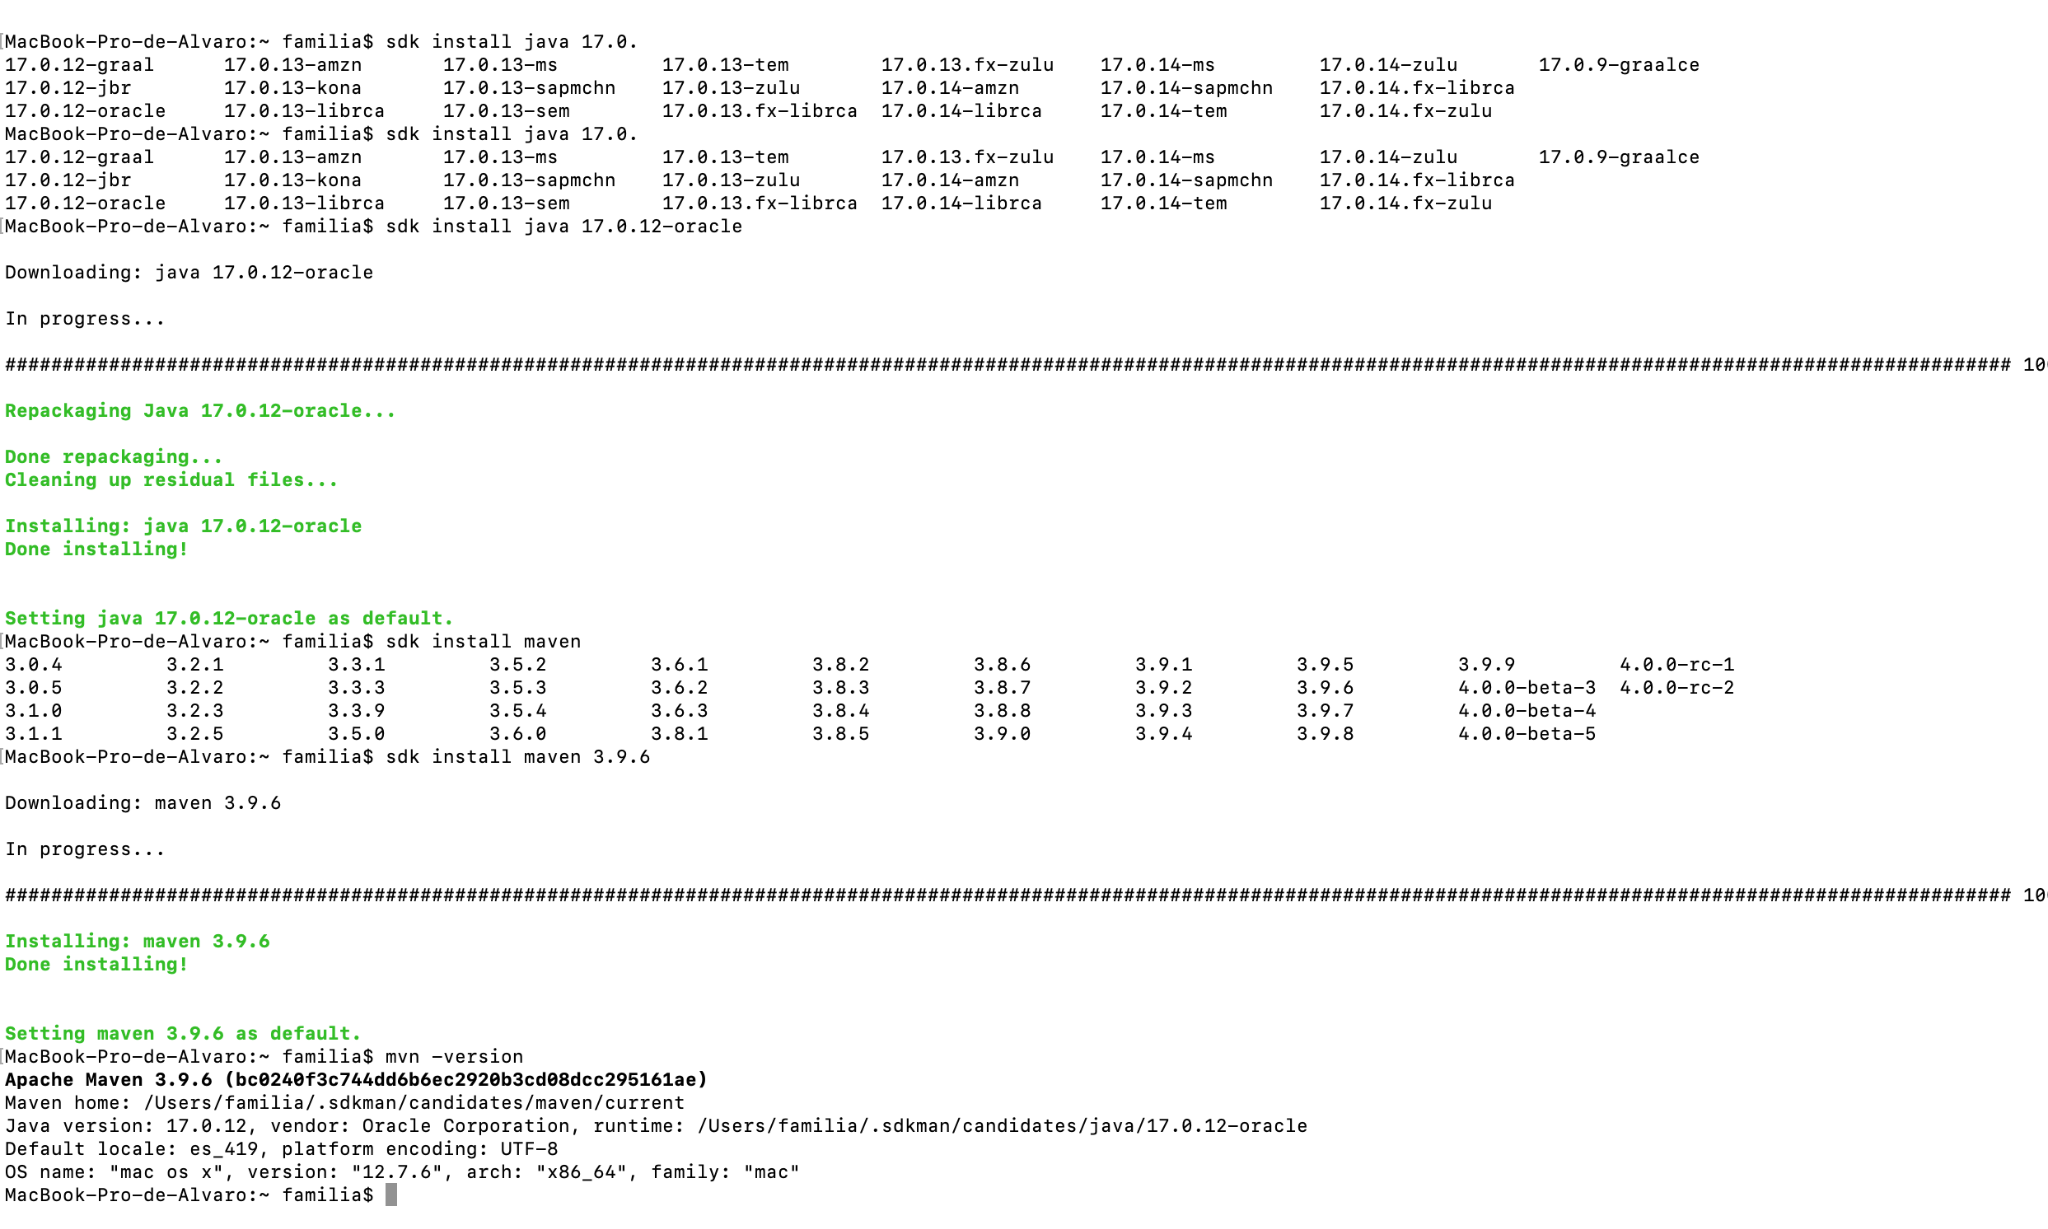 MacBook-Pro-de-Alvaro:~ familia$ sdk install java 17.0.
17.0.12-graal 17.0.13-amzn 17.0.13-ms 17.0.13-tem 17.0.13.fx-zulu 17.0.14-ms 17.0.14-zulu 17.0.9-graalce
17.0.12-jbr 17.0.13-kona 17.0.13-sapmchn 17.0.13-zulu 17.0.14-amzn 17.0.14-sapmchn 17.0.14.fx-librca
17.0.12-oracle 17.0.13-librca 17.0.13-sem 17.0.13.fx-librca 17.0.14-librca 17.0.14-tem 17.0.14.fx-zulu
MacBook-Pro-de-Alvaro:~ familia$ sdk install java 17.0.
17.0.12-graal 17.0.13-amzn 17.0.13-ms 17.0.13-tem 17.0.13.fx-zulu 17.0.14-ms 17.0.14-zulu 17.0.9-graalce
17.0.12-jbr 17.0.13-kona 17.0.13-sapmchn 17.0.13-zulu 17.0.14-amzn 17.0.14-sapmchn 17.0.14.fx-librca
17.0.12-oracle 17.0.13-librca 17.0.13-sem 17.0.13.fx-librca 17.0.14-librca 17.0.14-tem 17.0.14.fx-zulu
MacBook-Pro-de-Alvaro:~ familia$ sdk install java 17.0.12-oracle
Downloading: java 17.0.12-oracle
In progress...
############################################################################################################################################################################## 10
Repackaging Java 17.0.12-oracle...
Done repackaging...
Cleaning up residual files...
Installing: java 17.0.12-oracle
Done installing!
Setting java 17.0.12-oracle as default.
MacBook-Pro-de-Alvaro:~ familia$ sdk install maven
3.0.4 3.2.1 3.3.1 3.5.2 3.6.1 3.8.2 3.8.6 3.9.1 3.9.5 3.9.9 4.0.0-rc-1
3.0.5 3.2.2 3.3.3 3.5.3 3.6.2 3.8.3 3.8.7 3.9.2 3.9.6 4.0.0-beta-3 4.0.0-rc-2
3.1.0 3.2.3 3.3.9 3.5.4 3.6.3 3.8.4 3.8.8 3.9.3 3.9.7 4.0.0-beta-4
3.1.1 3.2.5 3.5.0 3.6.0 3.8.1 3.8.5 3.9.0 3.9.4 3.9.8 4.0.0-beta-5
MacBook-Pro-de-Alvaro:~ familia$ sdk install maven 3.9.6
Downloading: maven 3.9.6
In progress...
############################################################################################################################################################################## 10
Installing: maven 3.9.6
Done installing!
Setting maven 3.9.6 as default.
MacBook-Pro-de-Alvaro:~ familia$ mvn -version
Apache Maven 3.9.6 (bc0240f3c744dd6b6ec2920b3cd08dcc295161ae)
Maven home: /Users/familia/.sdkman/candidates/maven/current
Java version: 17.0.12, vendor: Oracle Corporation, runtime: /Users/familia/.sdkman/candidates/java/17.0.12-oracle
Default locale: es_419, platform encoding: UTF-8
OS name: "mac os x", version: "12.7.6", arch: "x86_64", family: "mac"
MacBook-Pro-de-Alvaro:~ familia$